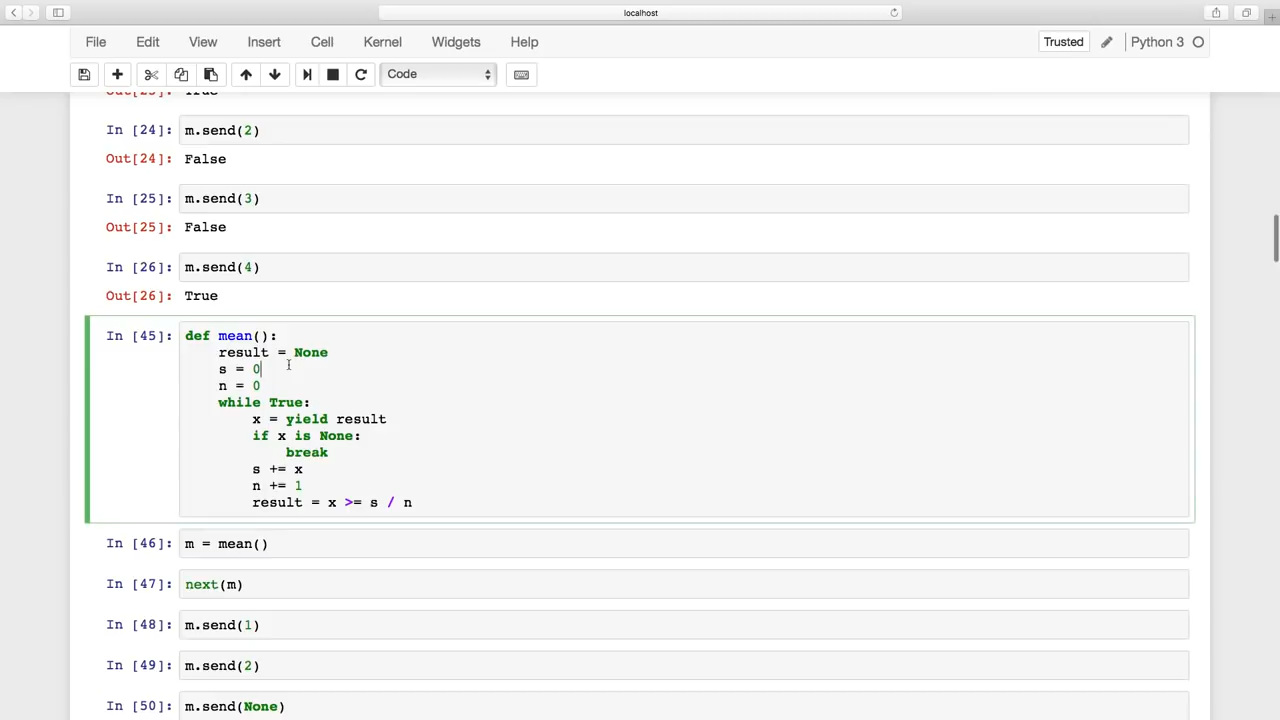 localhost
File Edit View Insert Cell Kernel Widgets Help Trusted Python 3
Code
Out[23]: True
In [24]: m.send(2)
Out[24]: False
In [25]: m.send(3)
Out[25]: False
In [26]: m.send(4)
Out[26]: True
In [45]: def mean():
result = None
s = 0
n = 0
while True:
x = yield result
if x is None:
break
s += x
n += 1
result = x >= s / n
In [46]: m = mean()
In [47]: next(m)
In [48]: m.send(1)
In [49]: m.send(2)
In [50]: m.send(None)